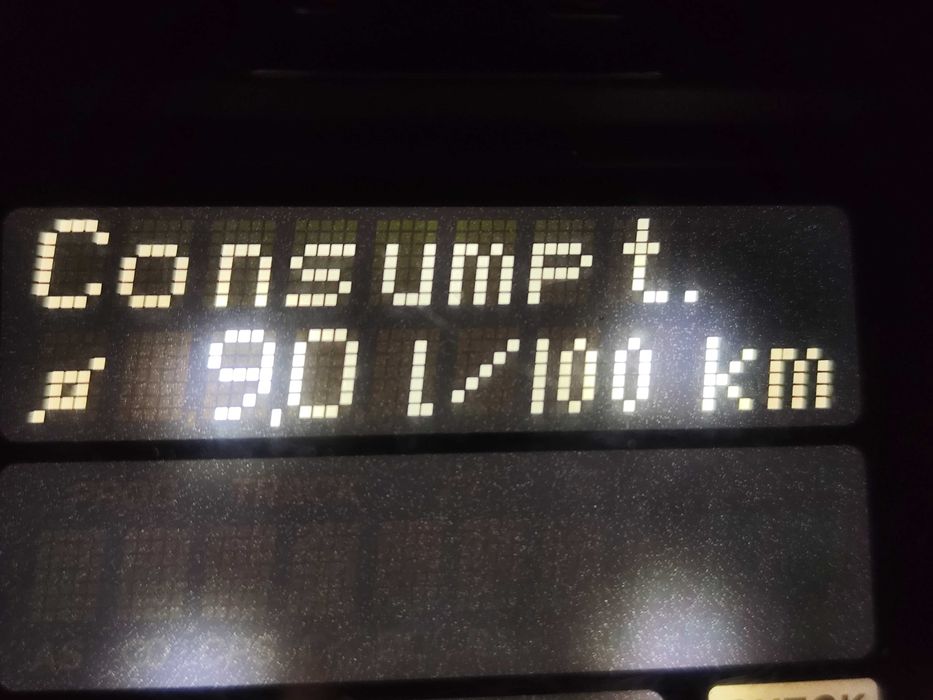 Consumpt.
ø 9,0 l/100 km